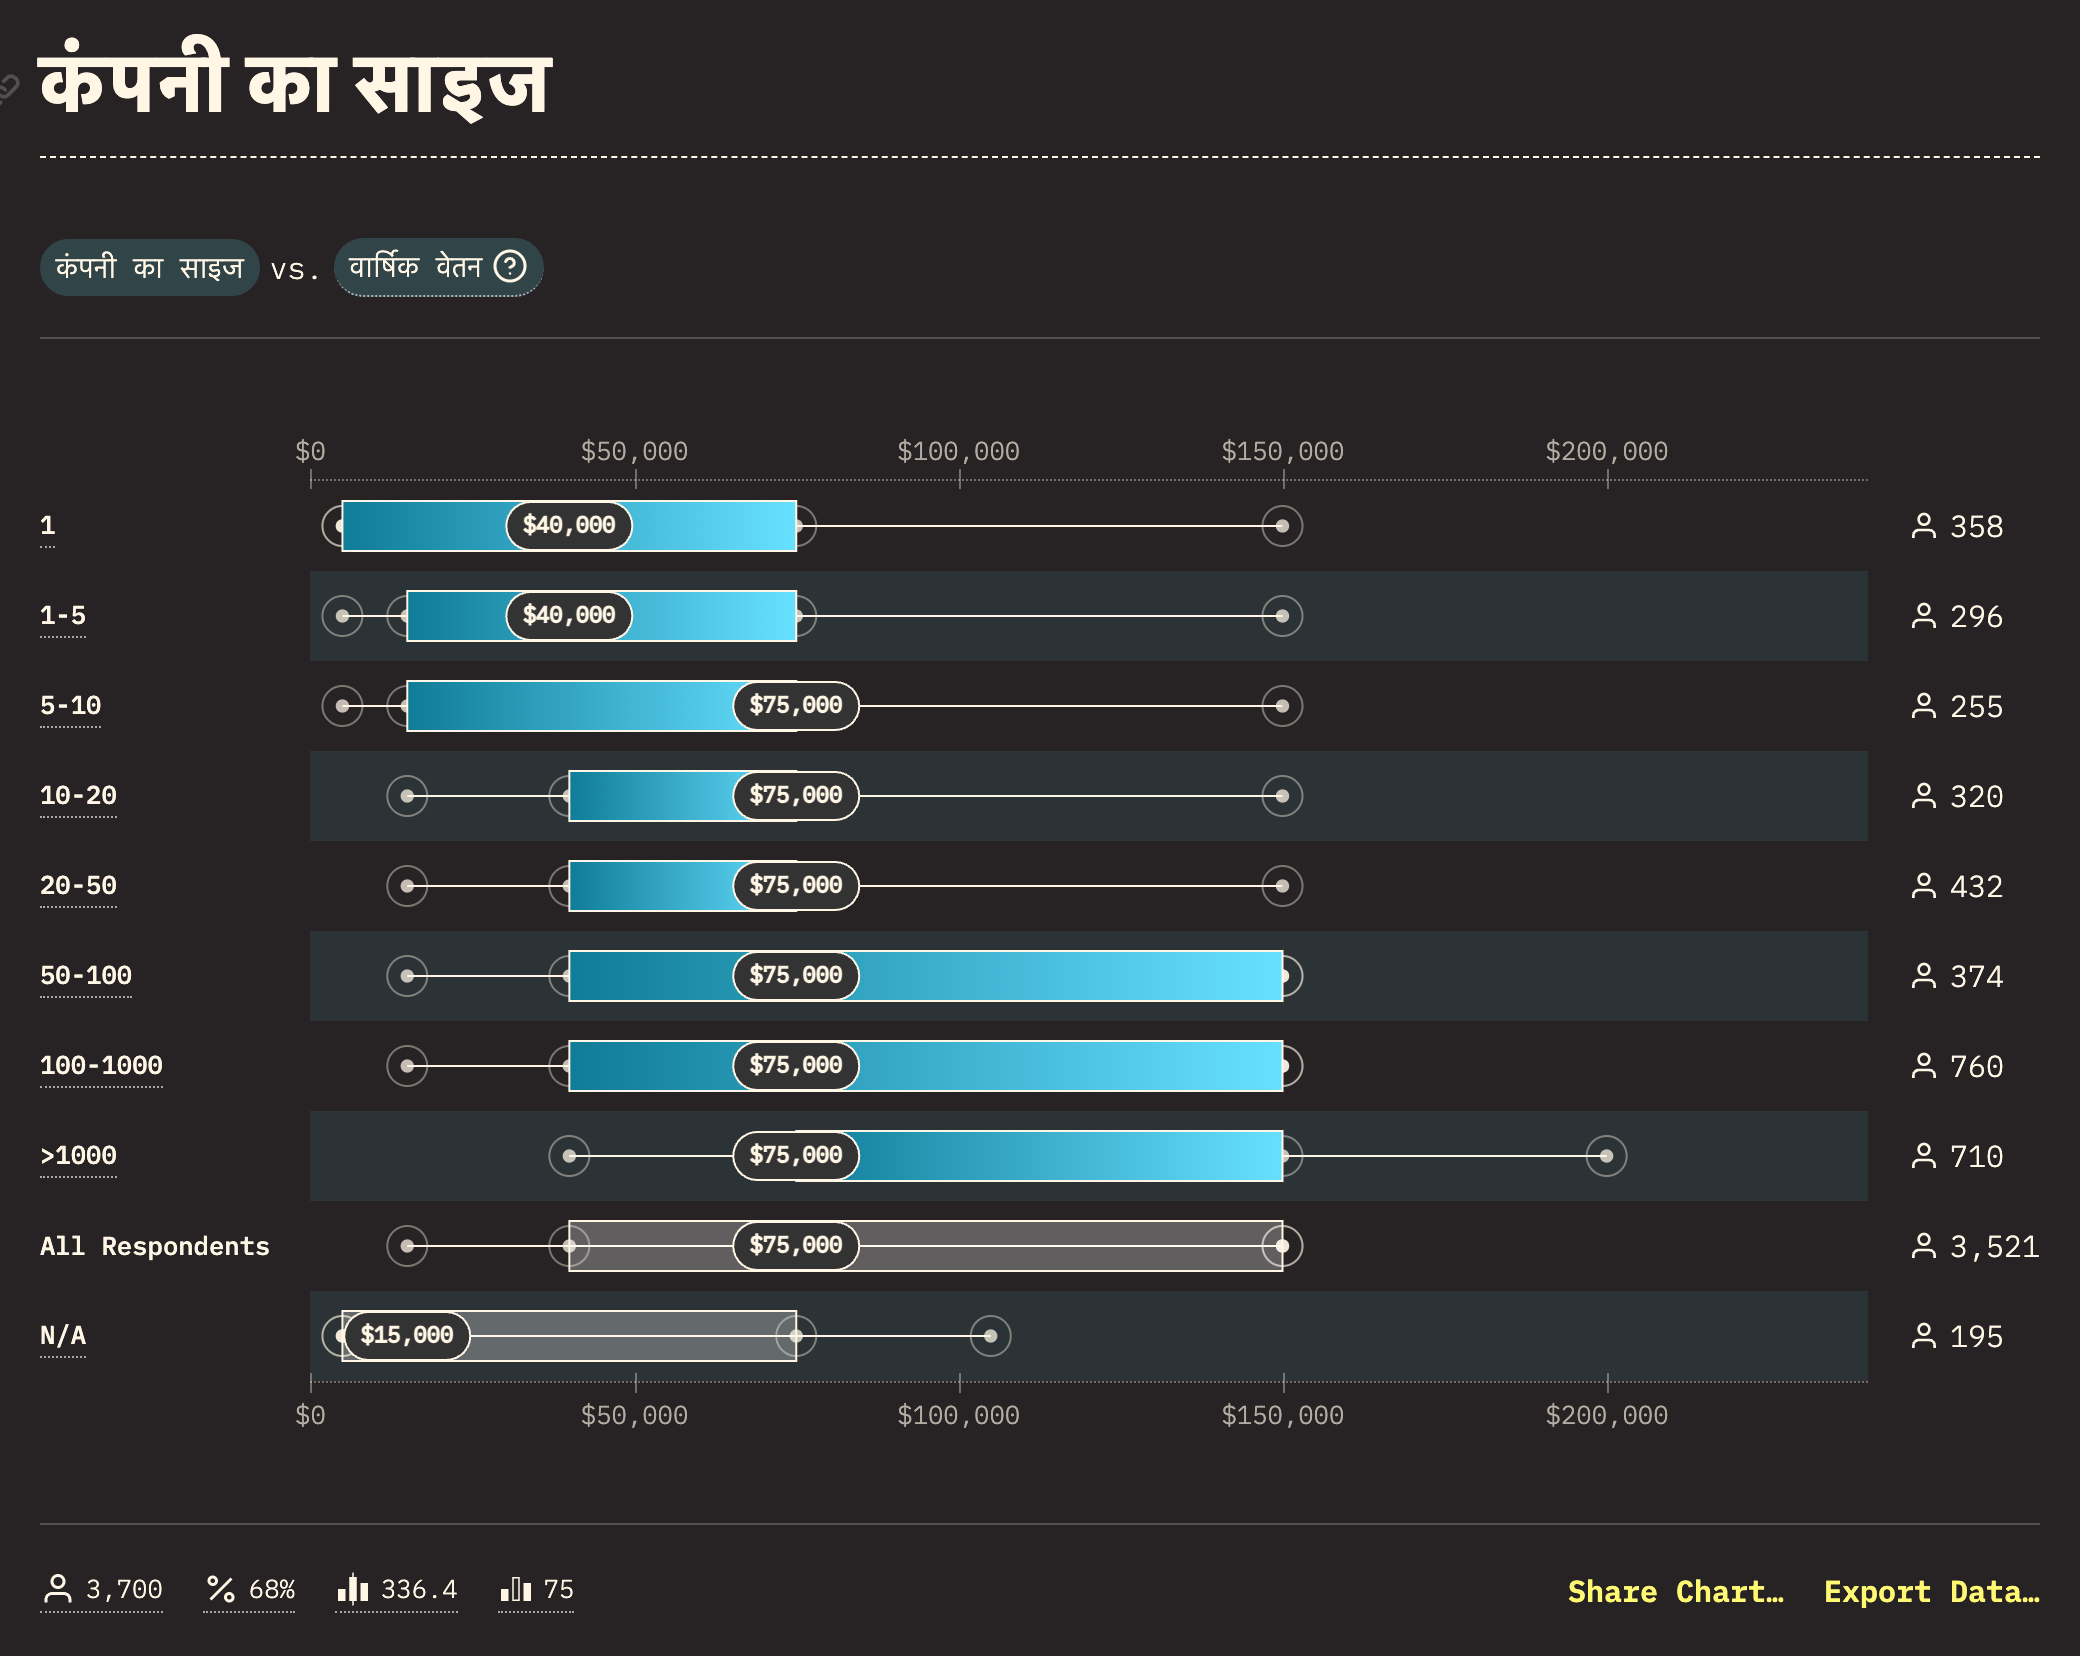 कंपनी का साइज
कंपनी का साइज vs. वार्षिक वेतन ?
$0 $50,000 $100,000 $150,000 $200,000
1 $40,000 358
1-5 $40,000 296
5-10 $75,000 255
10-20 $75,000 320
20-50 $75,000 432
50-100 $75,000 374
100-1000 $75,000 760
>1000 $75,000 710
All Respondents $75,000 3,521
N/A $15,000 195
$0 $50,000 $100,000 $150,000 $200,000
3,700 % 68% 336.4 75 Share Chart… Export Data…